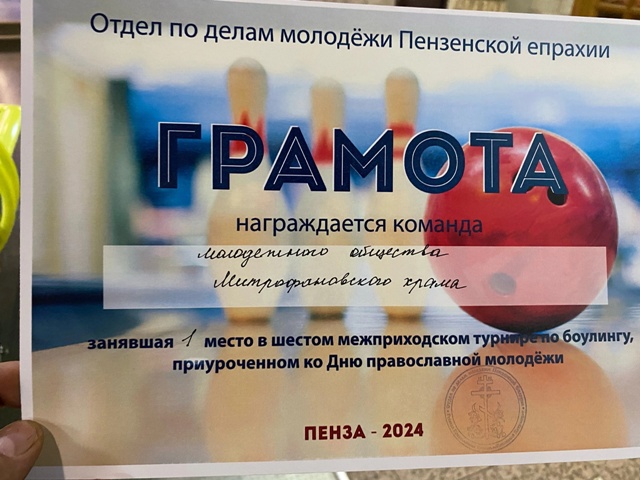 Отдел по делам молодёжи Пензенской епрахии
ГРАМОТА
награждается команда
молодежного общества
Митрофановского храма
занявшая 1 место в шестом межприходском турнире по боулингу,
приуроченном ко Дню православной молодёжи
ПЕНЗА - 2024